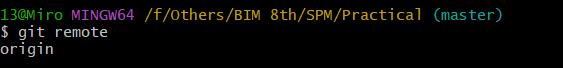 13@Miro MINGW64 /f/Others/BIM 8th/SPM/Practical (master)
$ git remote
origin